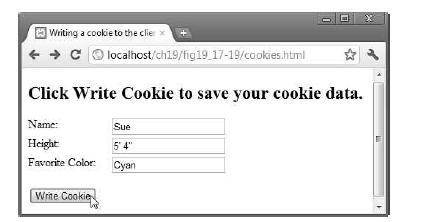 Writing a cookie to the clien
localhost/ch19/fig19_17-19/cookies.html
Click Write Cookie to save your cookie data.
Name: Sue
Height: 5' 4"
Favorite Color: Cyan
Write Cookie